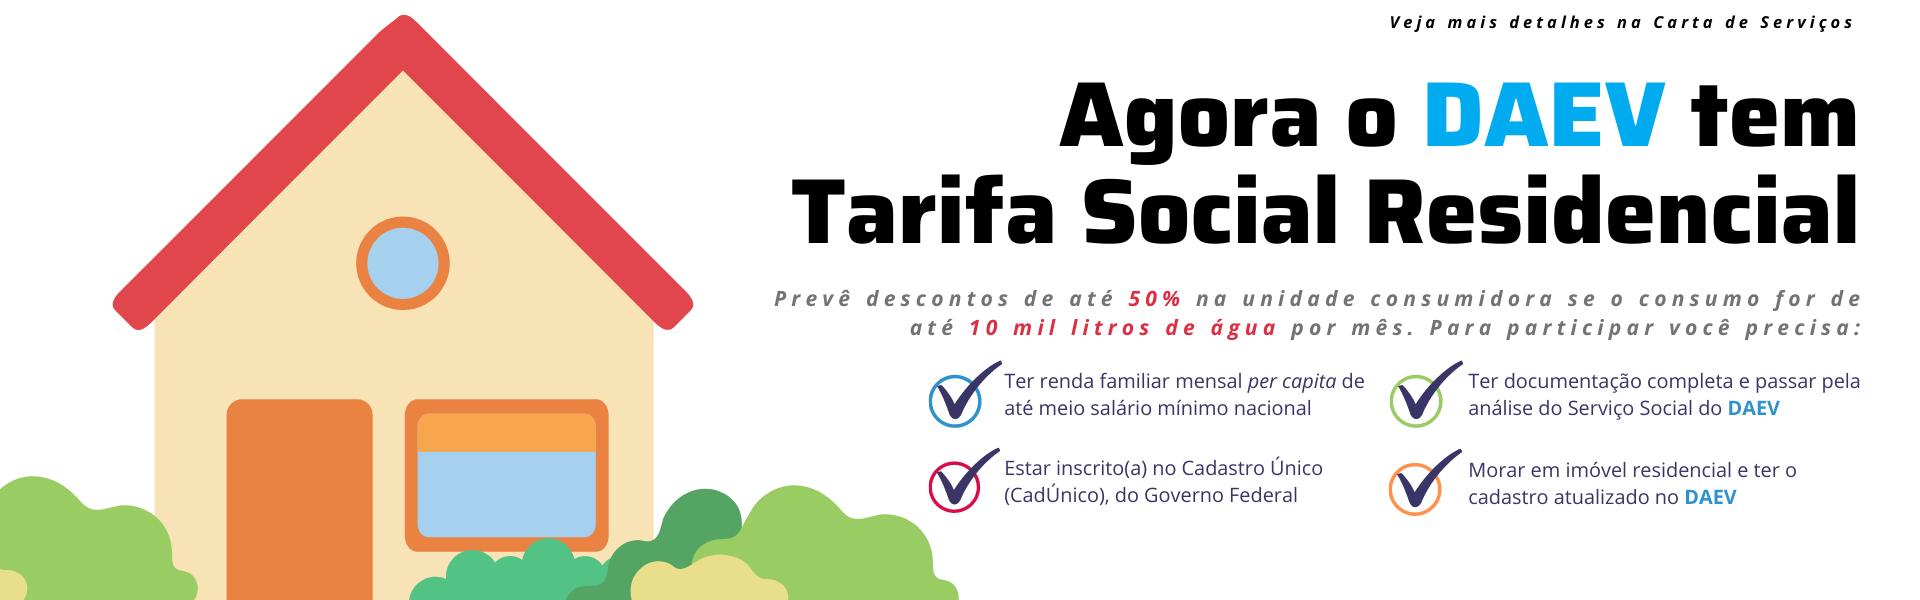 Veja mais detalhes na Carta de Serviços
Agora o DAEV tem
Tarifa Social Residencial
Prevê descontos de até 50% na unidade consumidora se o consumo for de
até 10 mil litros de água por mês. Para participar você precisa:
Ter renda familiar mensal per capita de
até meio salário mínimo nacional
Ter documentação completa e passar pela
análise do Serviço Social do DAEV
Estar inscrito(a) no Cadastro Único
(CadÚnico), do Governo Federal
Morar em imóvel residencial e ter o
cadastro atualizado no DAEV